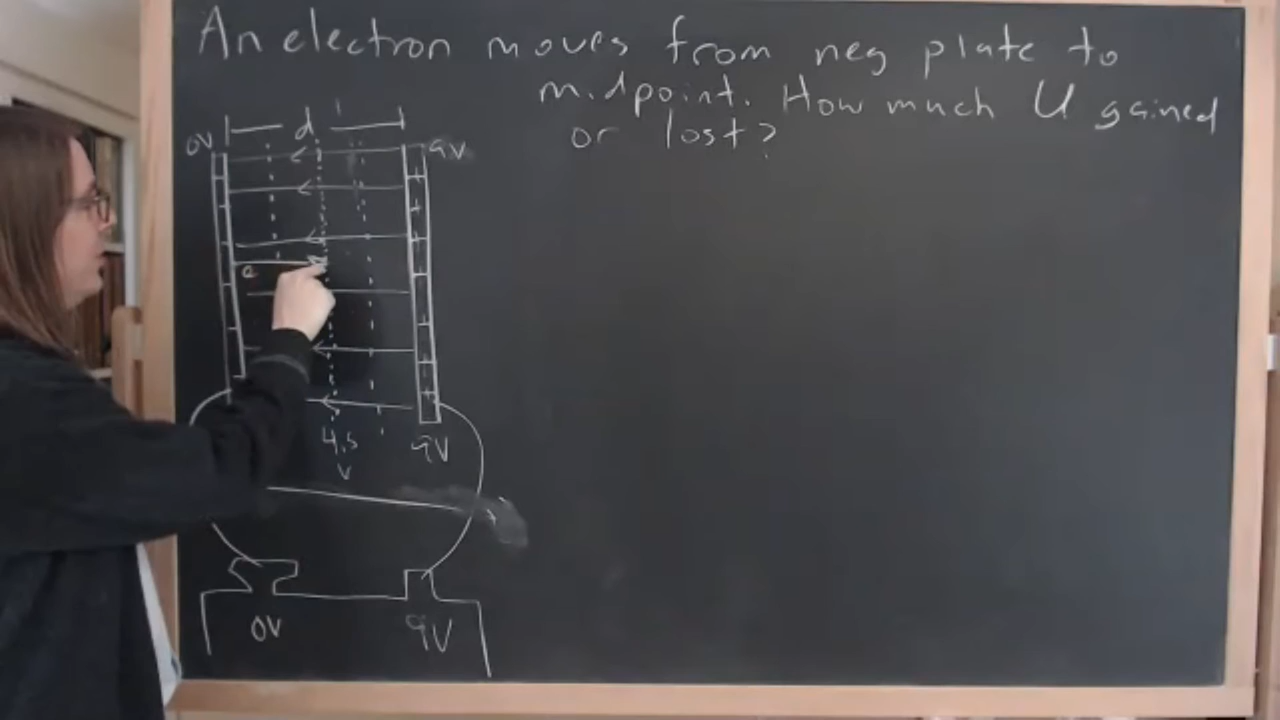 An electron moves from neg plate to
midpoint. How much U gained
or lost?
d
0V 9V
e
4.5
V
9V
0V 9V